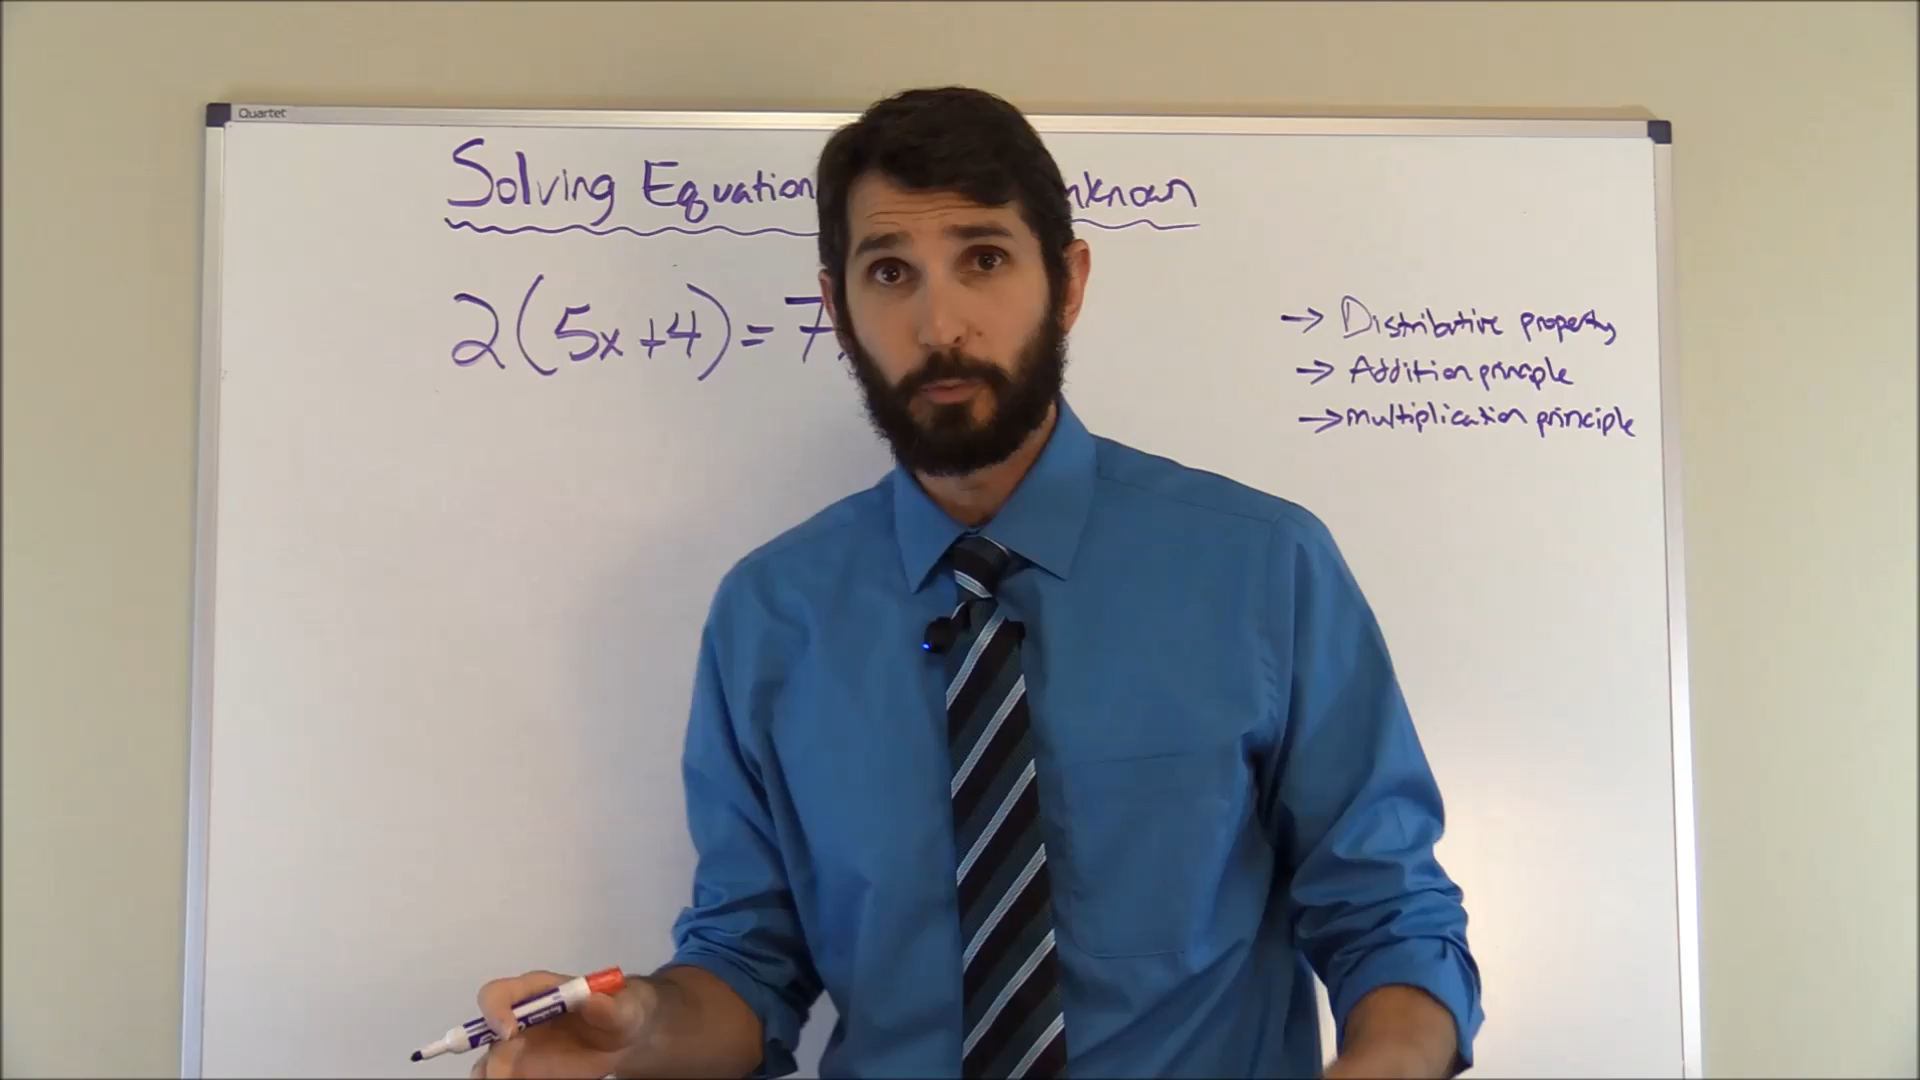 Quartet
Solving Equation nknown
2(5x+4)=7
→ Distributive property
→ Addition principle
→ multiplication principle